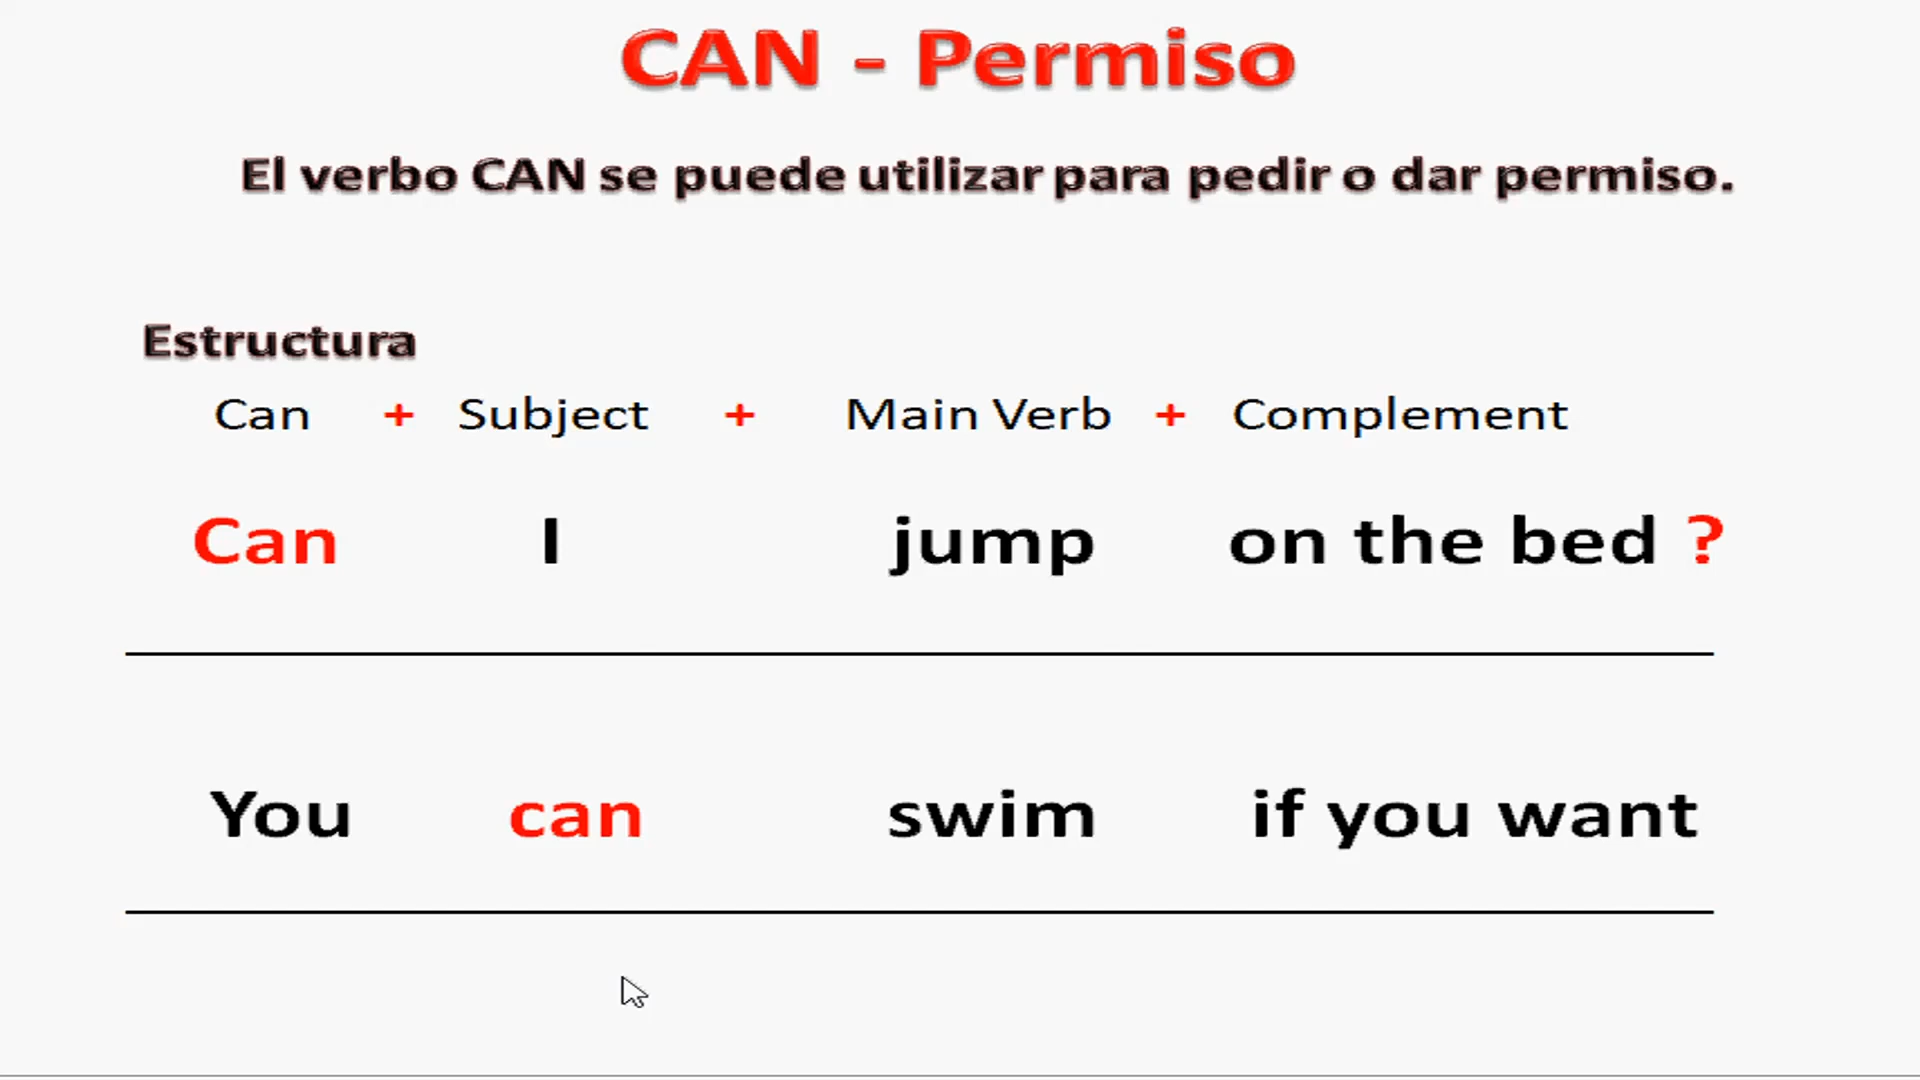 CAN - Permiso
El verbo CAN se puede utilizar para pedir o dar permiso.
Estructura
Can + Subject + Main Verb + Complement
Can I jump on the bed ?
You can swim if you want